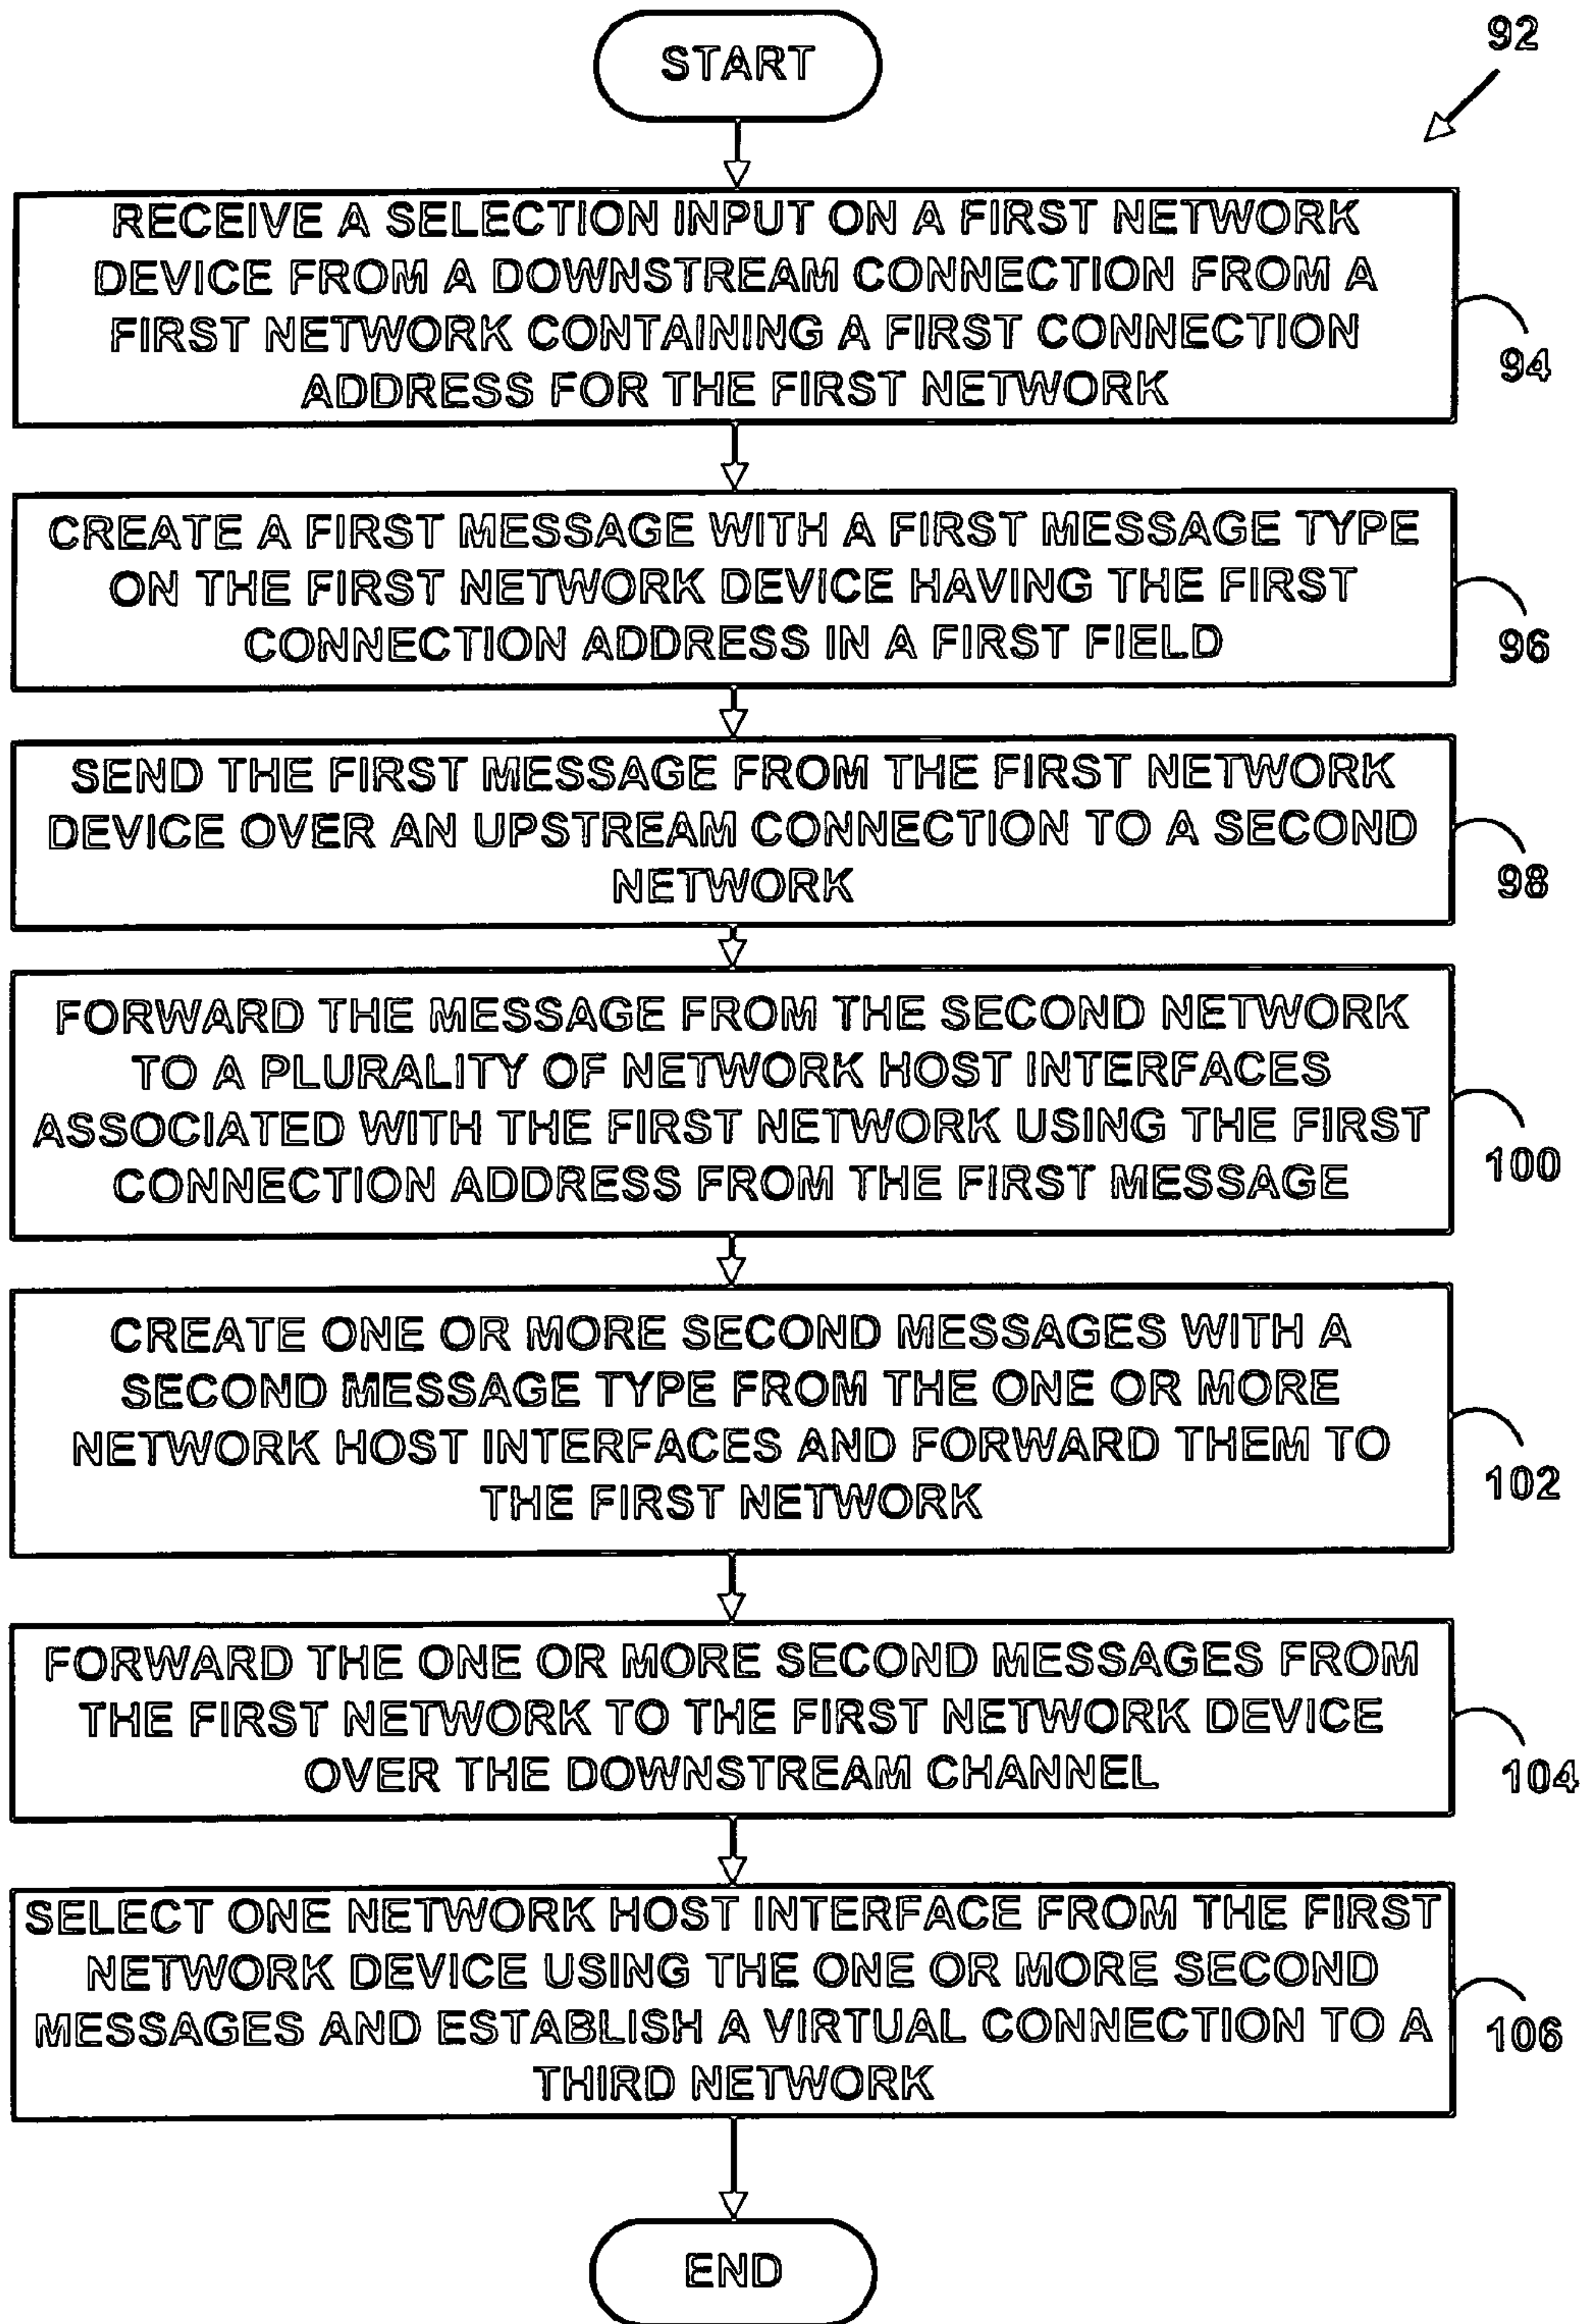 START
92
RECEIVE A SELECTION INPUT ON A FIRST NETWORK
DEVICE FROM A DOWNSTREAM CONNECTION FROM A
FIRST NETWORK CONTAINING A FIRST CONNECTION
ADDRESS FOR THE FIRST NETWORK
94
CREATE A FIRST MESSAGE WITH A FIRST MESSAGE TYPE
ON THE FIRST NETWORK DEVICE HAVING THE FIRST
CONNECTION ADDRESS IN A FIRST FIELD
96
SEND THE FIRST MESSAGE FROM THE FIRST NETWORK
DEVICE OVER AN UPSTREAM CONNECTION TO A SECOND
NETWORK
98
FORWARD THE MESSAGE FROM THE SECOND NETWORK
TO A PLURALITY OF NETWORK HOST INTERFACES
ASSOCIATED WITH THE FIRST NETWORK USING THE FIRST
CONNECTION ADDRESS FROM THE FIRST MESSAGE
100
CREATE ONE OR MORE SECOND MESSAGES WITH A
SECOND MESSAGE TYPE FROM THE ONE OR MORE
NETWORK HOST INTERFACES AND FORWARD THEM TO
THE FIRST NETWORK
102
FORWARD THE ONE OR MORE SECOND MESSAGES FROM
THE FIRST NETWORK TO THE FIRST NETWORK DEVICE
OVER THE DOWNSTREAM CHANNEL
104
SELECT ONE NETWORK HOST INTERFACE FROM THE FIRST
NETWORK DEVICE USING THE ONE OR MORE SECOND
MESSAGES AND ESTABLISH A VIRTUAL CONNECTION TO A
THIRD NETWORK
106
END